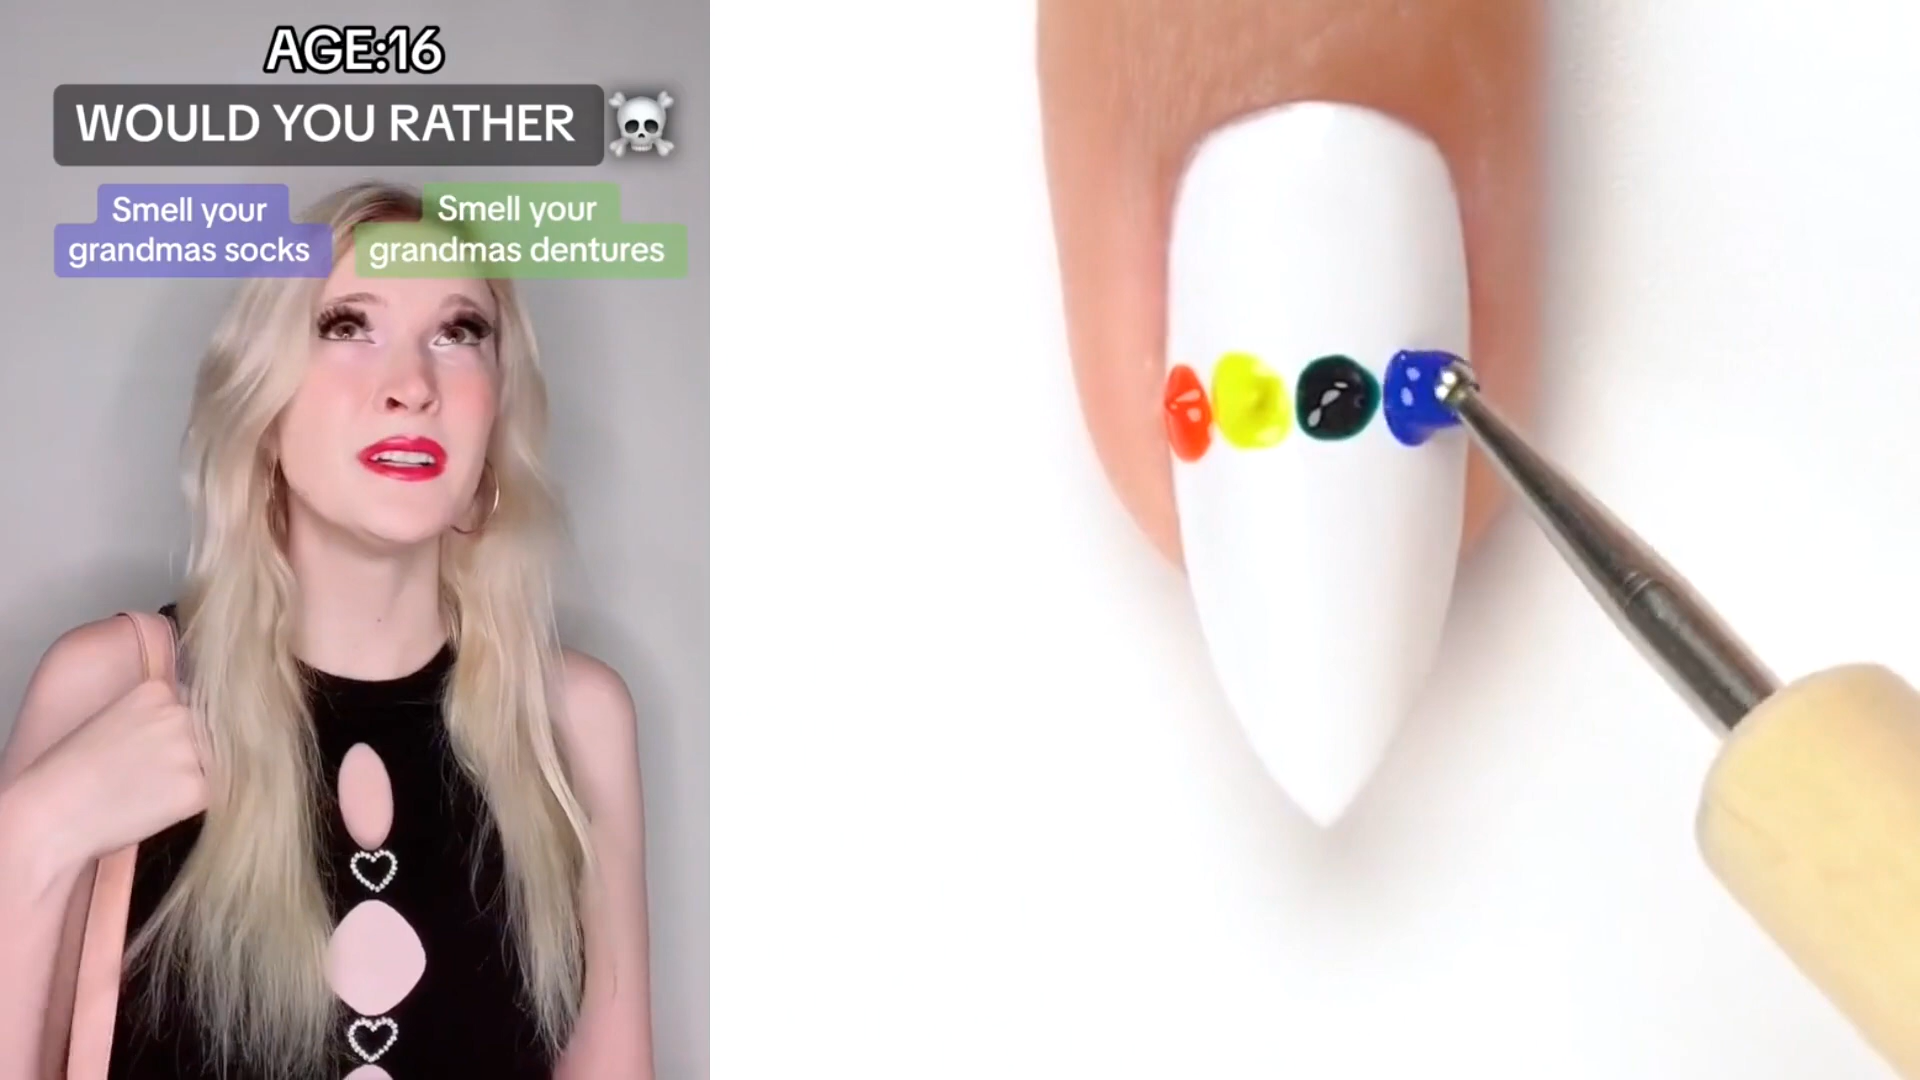 AGE:16
WOULD YOU RATHER
Smell your
grandmas socks
Smell your
grandmas dentures